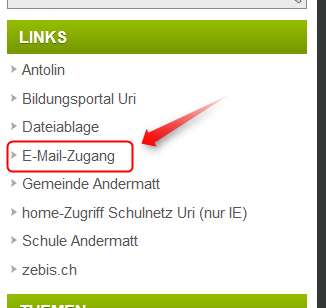 LINKS
Antolin
Bildungsportal Uri
Dateiablage
E-Mail-Zugang
Gemeinde Andermatt
home-Zugriff Schulnetz Uri (nur IE)
Schule Andermatt
zebis.ch
THEMEN